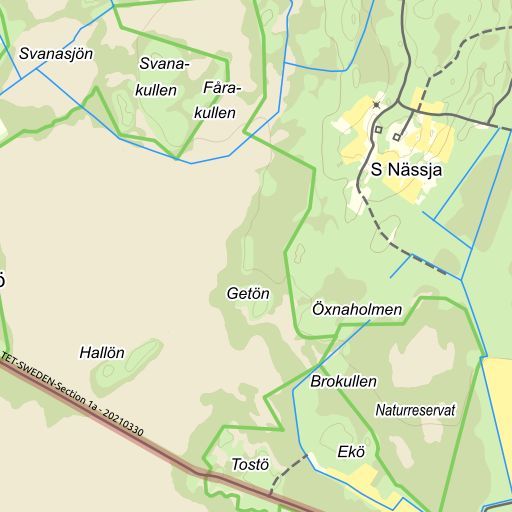 Svanasjön
Svana-
kullen
Fåra-
kullen
S Nässja
ö
Getön
Öxnaholmen
Hallön
TET-SWEDEN-Section 1a - 20210330
Brokullen
Naturreservat
Ekö
Tostö